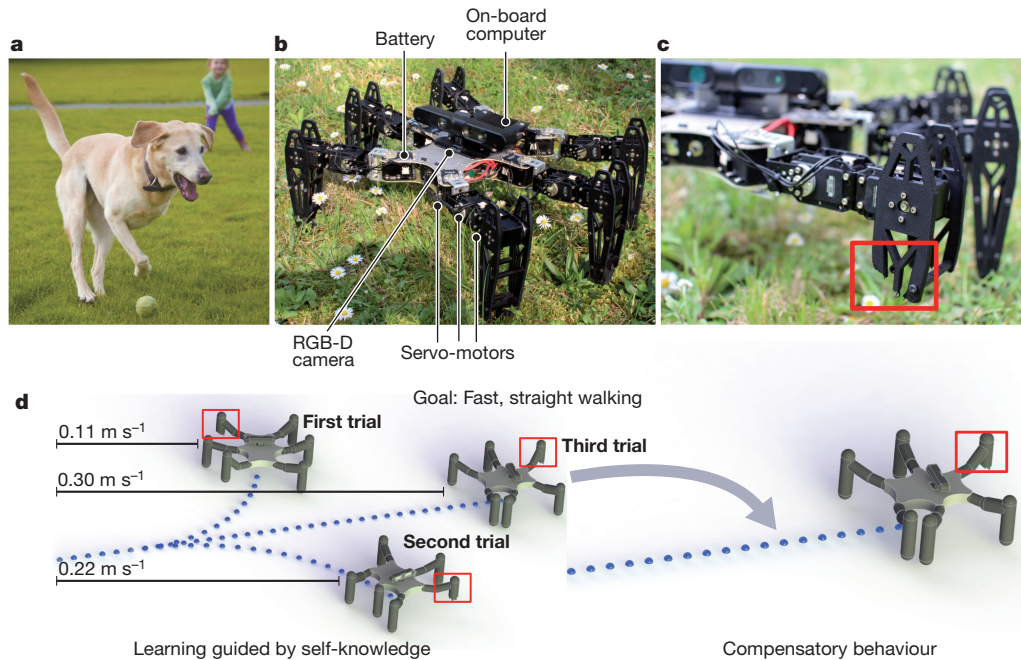 a
b
c
Battery
On-board
computer
RGB-D
camera
Servo-motors
d
Goal: Fast, straight walking
First trial
0.11 m s⁻¹
Third trial
0.30 m s⁻¹
Second trial
0.22 m s⁻¹
Learning guided by self-knowledge
Compensatory behaviour